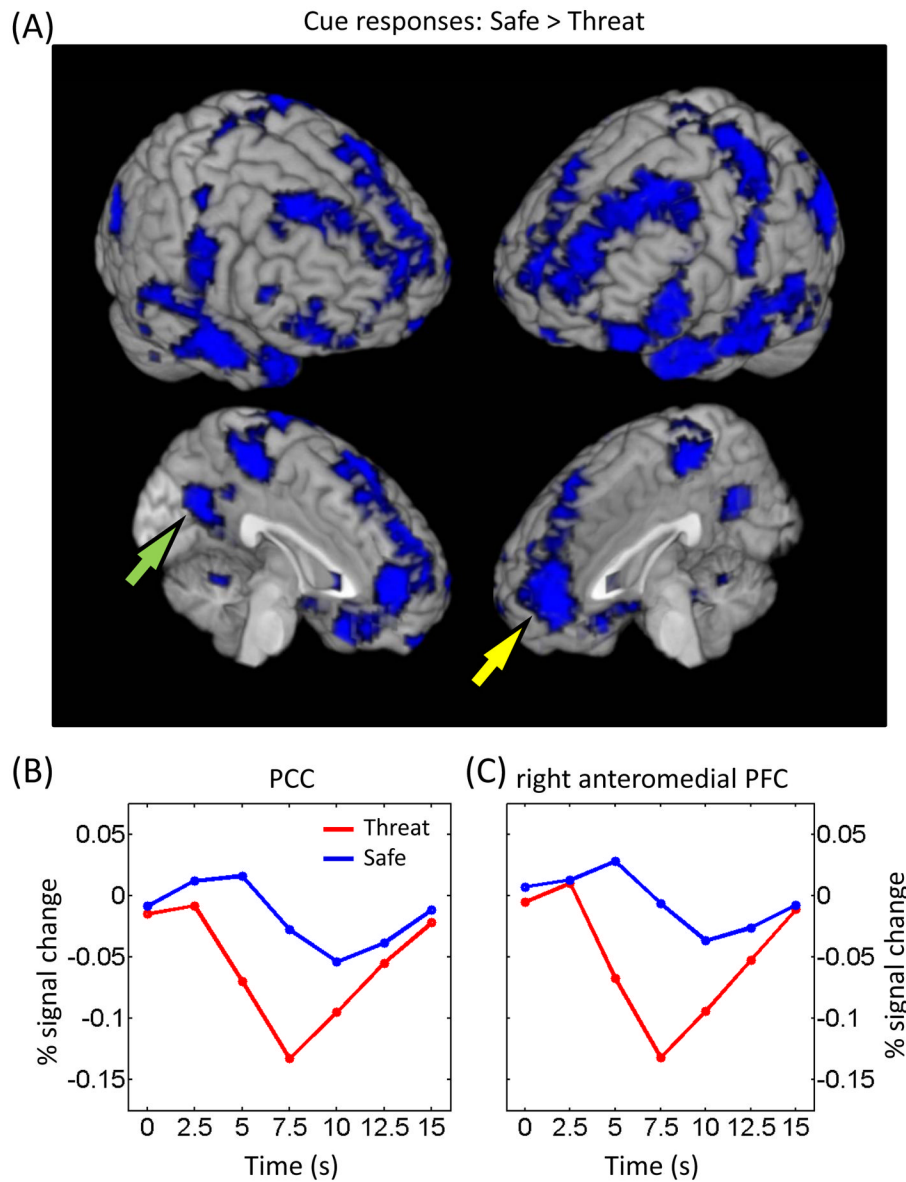 (A)
Cue responses: Safe > Threat
(B)
PCC
0.05
0
-0.05
-0.1
-0.15
% signal change
Threat
Safe
0 2.5 5 7.5 10 12.5 15
Time (s)
(C)
right anteromedial PFC
0.05
0
-0.05
-0.1
-0.15
% signal change
0 2.5 5 7.5 10 12.5 15
Time (s)